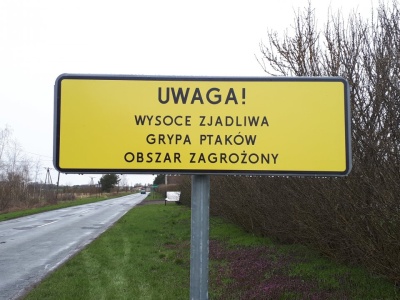 UWAGA!
WYSOCE ZJADLIWA
GRYPA PTAKÓW
OBSZAR ZAGROŻONY